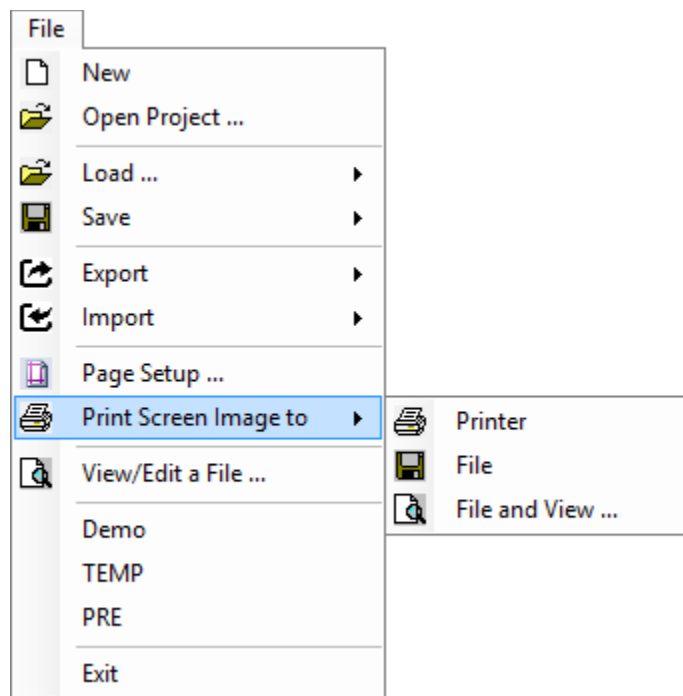 File
New
Open Project ...
Load ...
Save
Export
Import
Page Setup ...
Print Screen Image to
Printer
File
File and View ...
View/Edit a File ...
Demo
TEMP
PRE
Exit